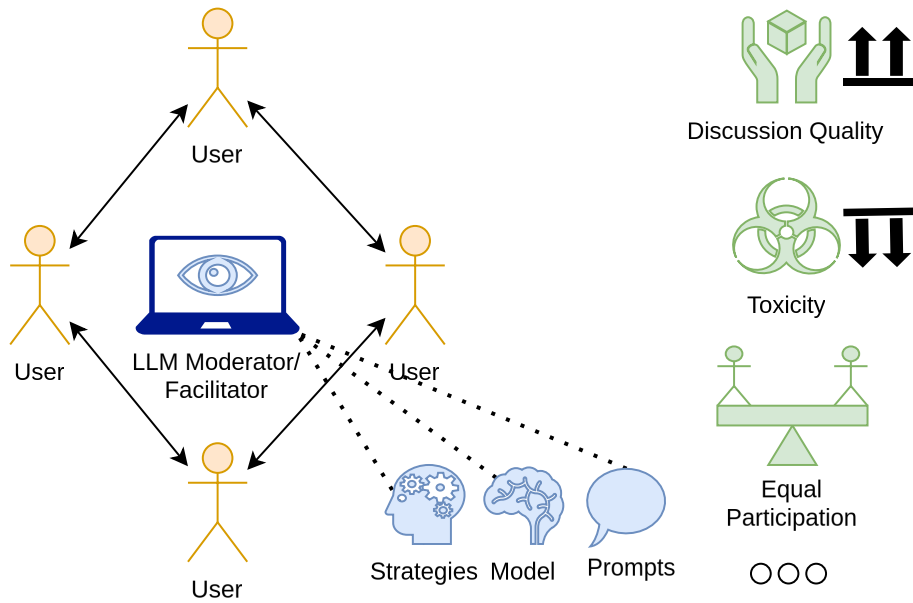 User
Discussion Quality
User
LLM Moderator/
Facilitator
User
Toxicity
User
Strategies
Model
Prompts
Equal
Participation